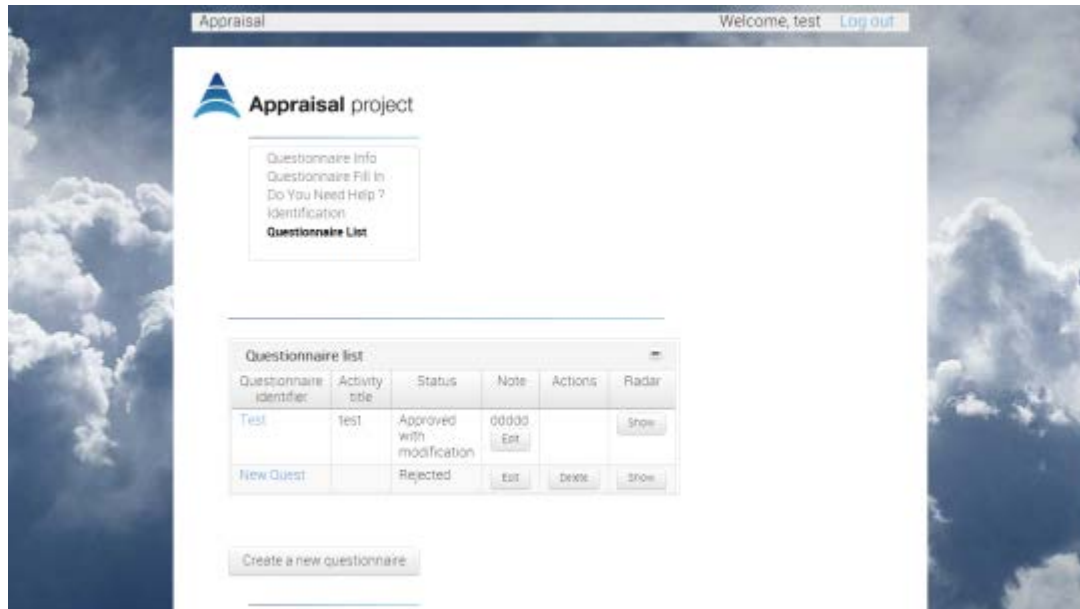 Appraisal Welcome, test Log out
Appraisal project
Questionnaire Info
Questionnaire Fill In
Do You Need Help ?
Identification
Questionnaire List
Questionnaire list
Questionnaire identifier Activity title Status Note Actions Radar
Test test Approved with modification ddddd Edit Show
New Quest Rejected Edit Delete Show
Create a new questionnaire